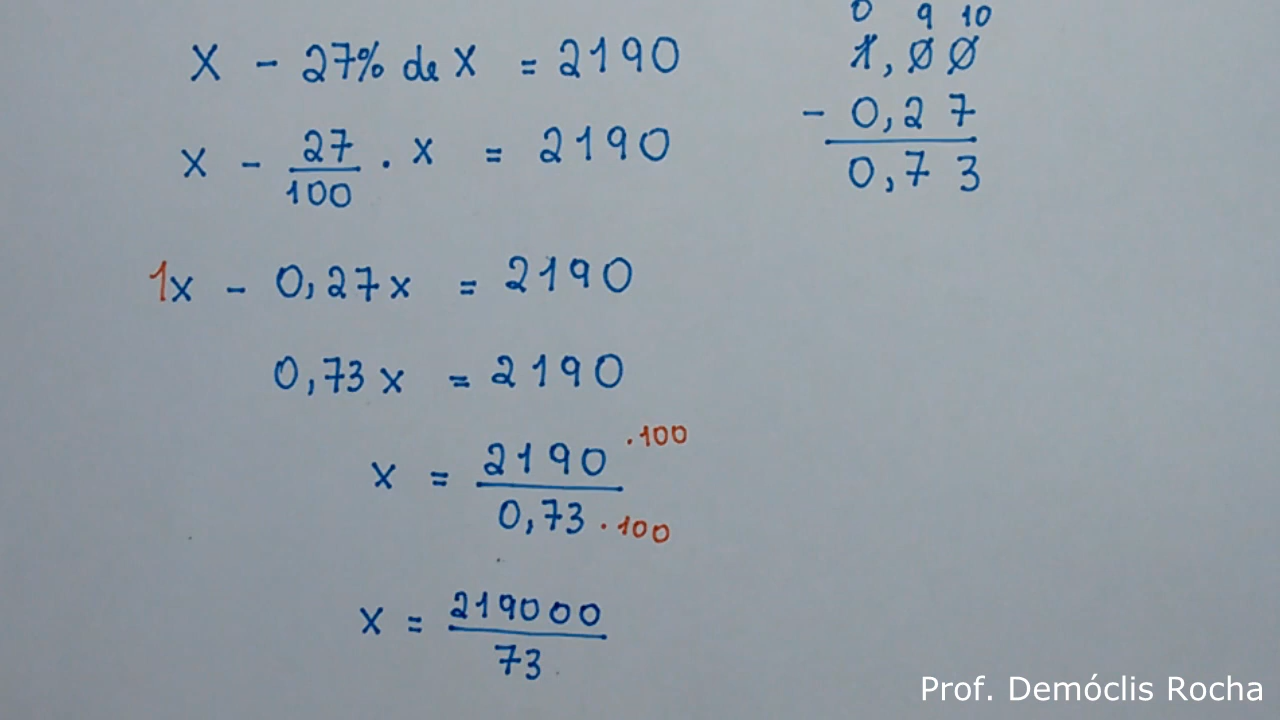 x - 27% de x = 2190
x - 27/100 . x = 2190
1x - 0,27x = 2190
0,73x = 2190
x = 2190 .100 / 0,73 .100
x = 219000/73
0 9 10
1,00
- 0,27
0,73
Prof. Demóclis Rocha